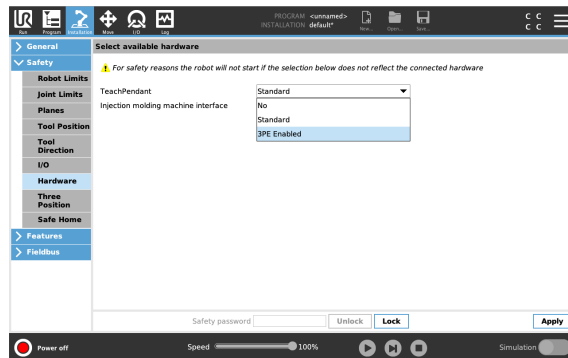 UR
PROGRAM <unnamed>
INSTALLATION default*
C C
C C
Run
Program
Installation
Move
I/O
Log
New...
Open...
Save...
General
Safety
Robot Limits
Joint Limits
Planes
Tool Position
Tool
Direction
I/O
Hardware
Three
Position
Safe Home
Features
Fieldbus
Select available hardware
For safety reasons the robot will not start if the selection below does not reflect the connected hardware
TeachPendant
Standard
Injection molding machine interface
No
Standard
3PE Enabled
Safety password
Unlock
Lock
Apply
Power off
Speed
100%
Simulation